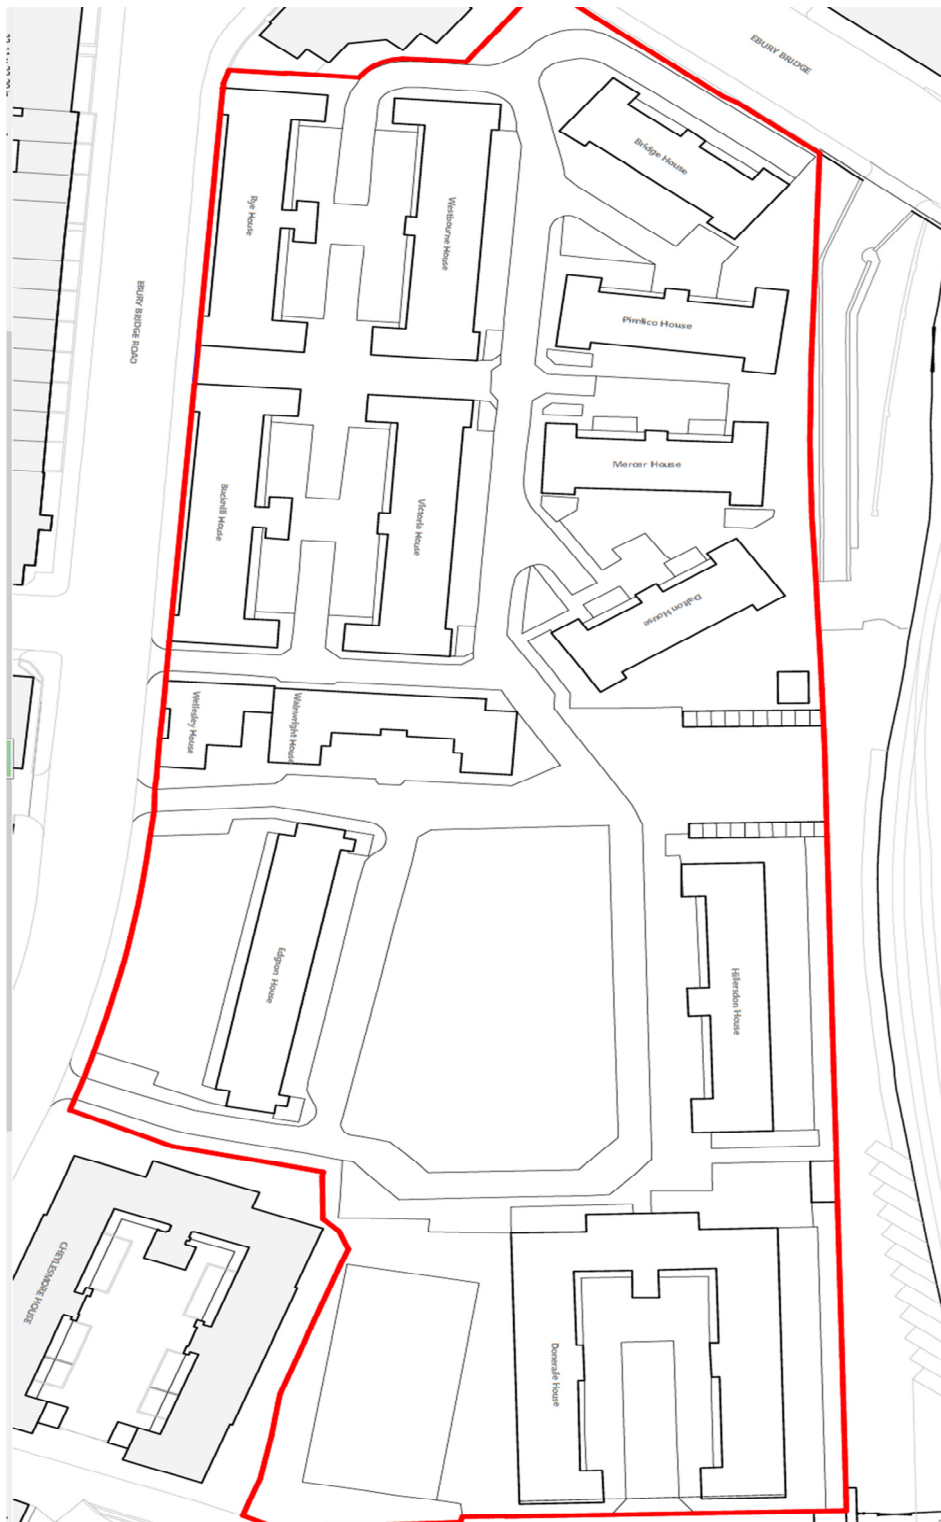 EBURY BRIDGE
Bridge House
Rye House
Westbourne House
EBURY BRIDGE ROAD
Pimlico House
Mercer House
Bucknill House
Victoria House
Dalton House
Wellesley House
Wainwright House
Edgson House
Hillersdon House
CHEYLESMORE HOUSE
Doneraile House